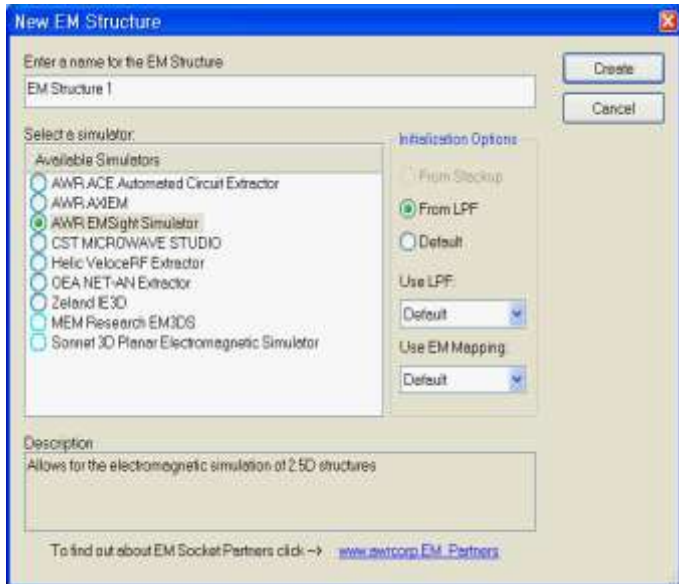 New EM Structure
Enter a name for the EM Structure
EM Structure 1
Create
Cancel
Select a simulator:
Available Simulators
AWR ACE Automated Circuit Extractor
AWR AXIEM
AWR EMSight Simulator
CST MICROWAVE STUDIO
Helic VeloceRF Extractor
OEA NET-AN Extractor
Zeland IE3D
MEM Research EM3DS
Sonnet 3D Planar Electromagnetic Simulator
Initialization Options
From Stackup
From LPF
Default
Use LPF:
Default
Use EM Mapping:
Default
Description
Allows for the electromagnetic simulation of 2.5D structures
To find out about EM Socket Partners click -->
www.awrcorp.EM_Partners